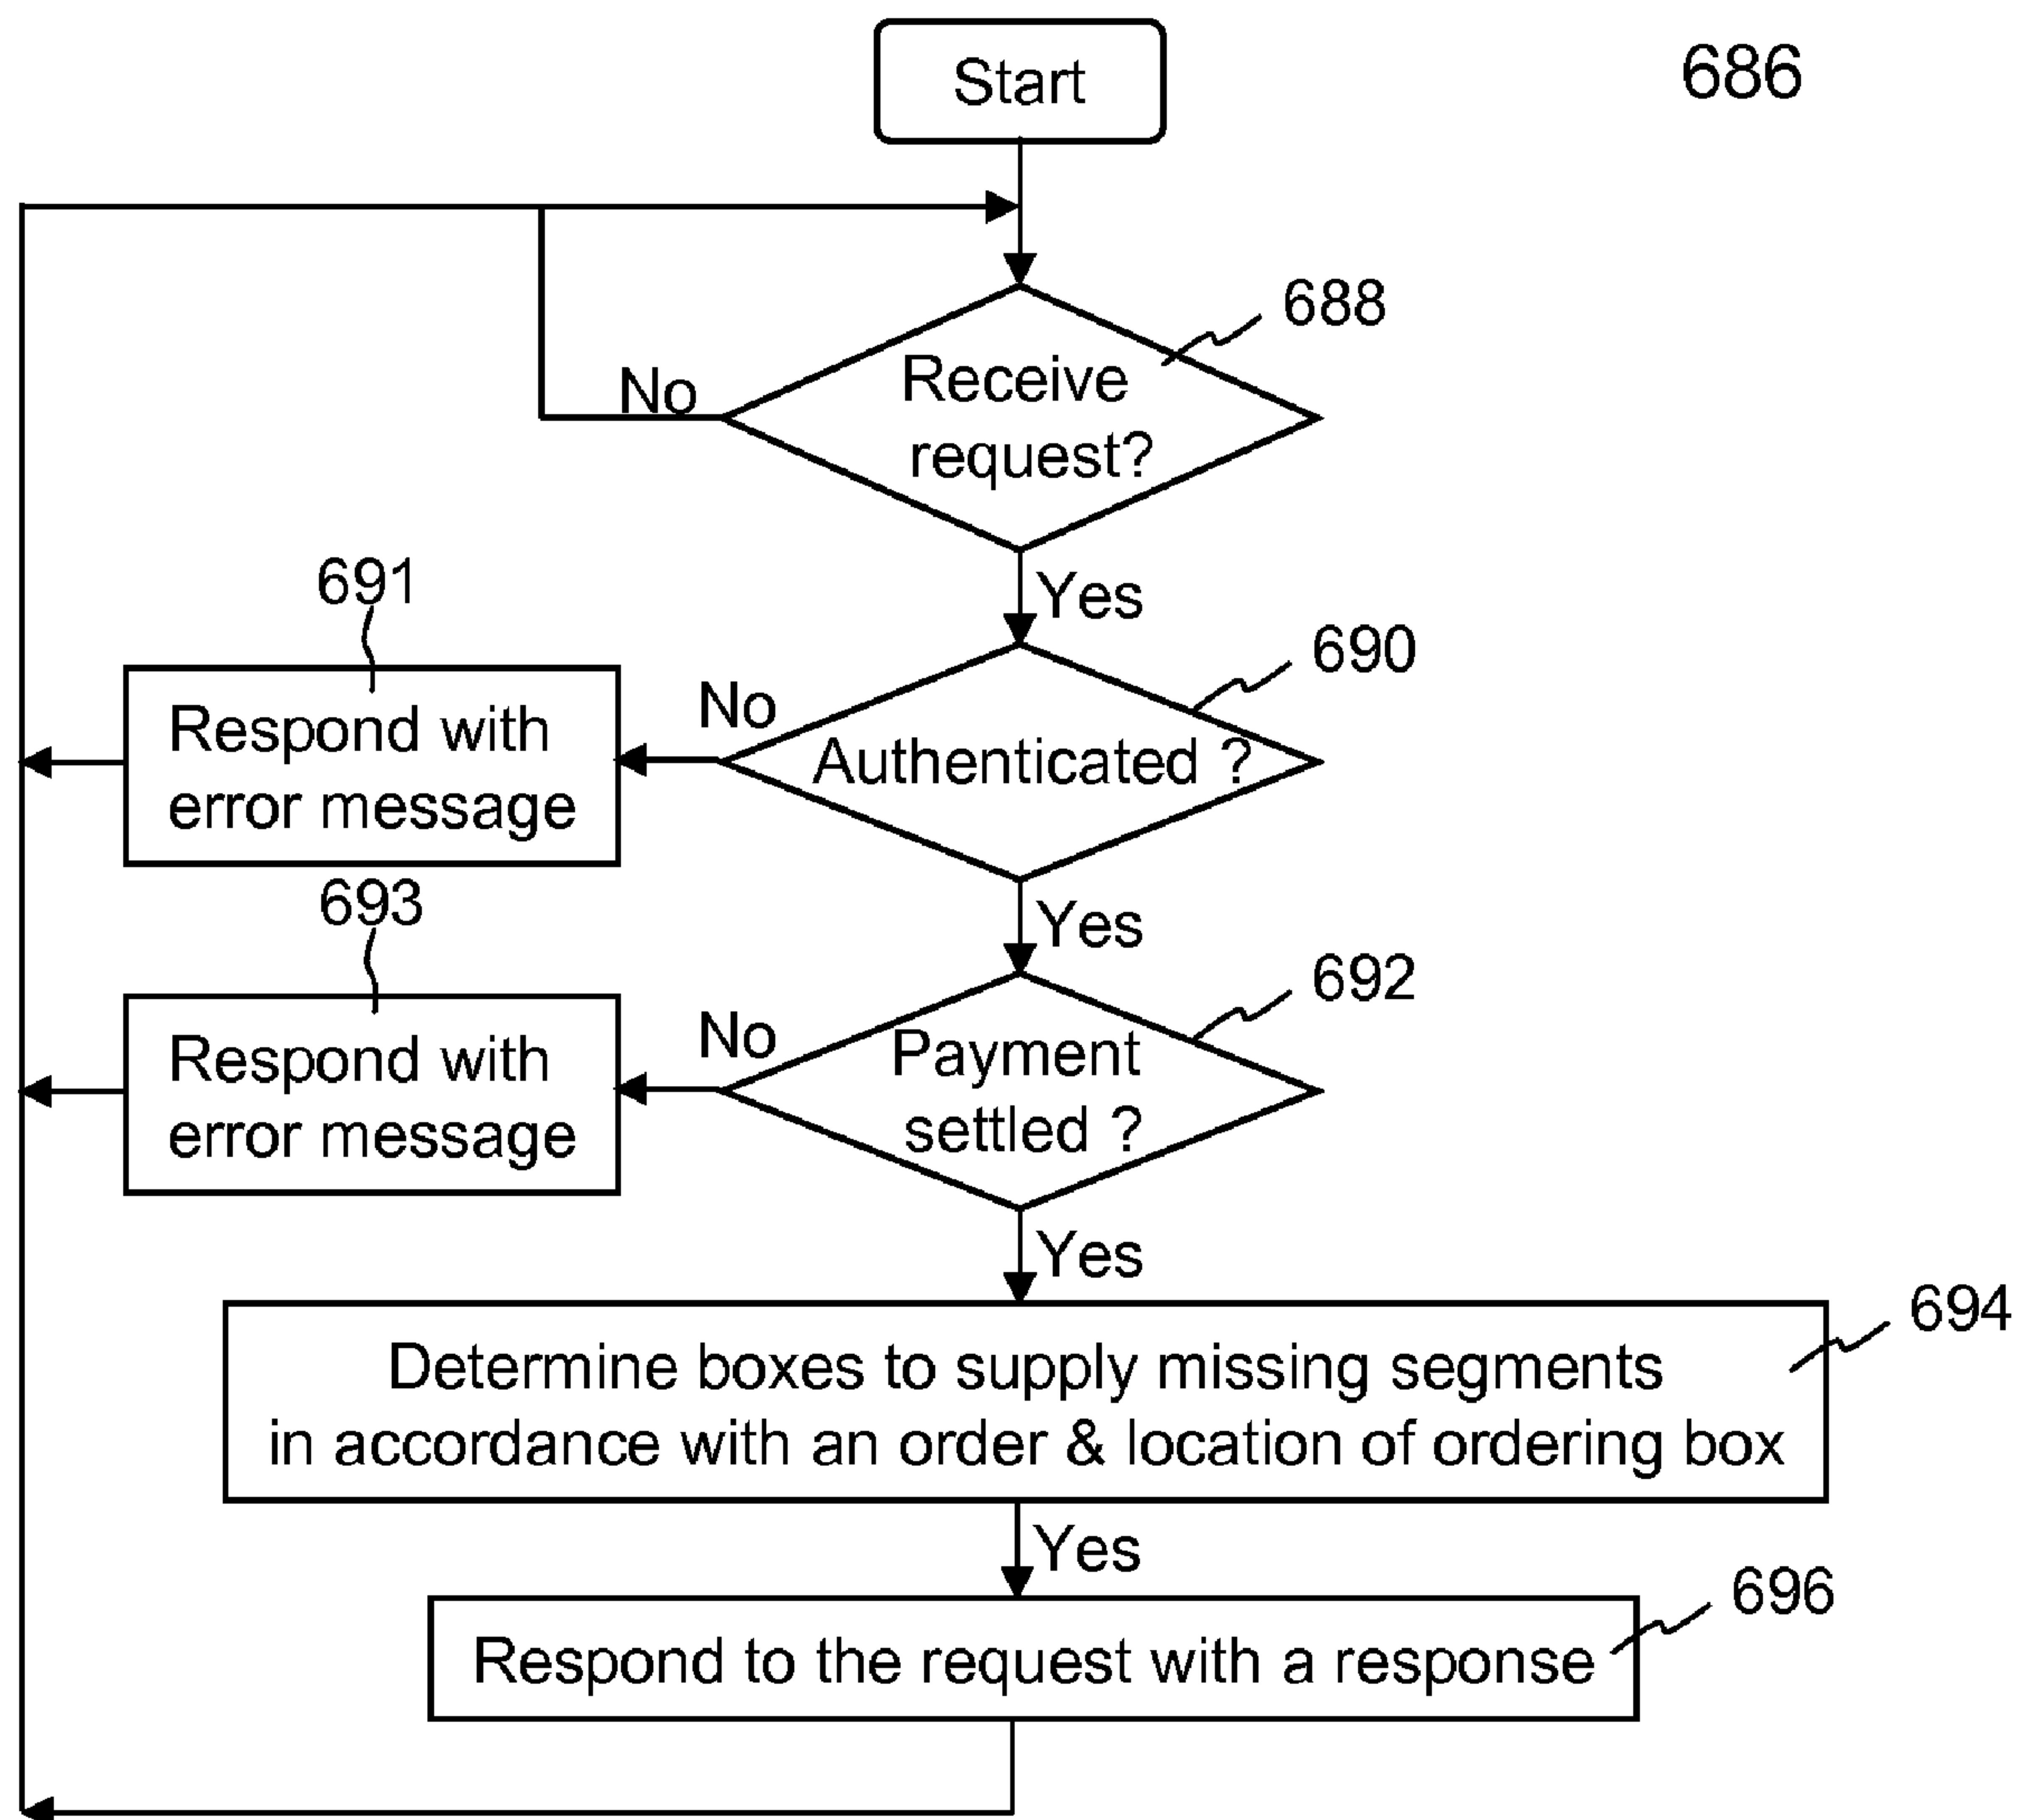 Start
686
688
No
Receive
request?
Yes
691
690
No
Respond with
error message
Authenticated ?
Yes
693
692
No
Respond with
error message
Payment
settled ?
Yes
694
Determine boxes to supply missing segments
in accordance with an order & location of ordering box
Yes
696
Respond to the request with a response